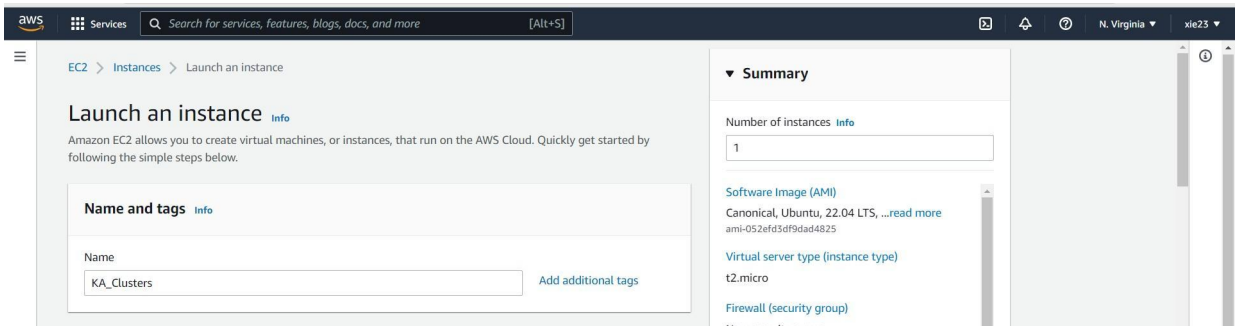 aws
Services
Search for services, features, blogs, docs, and more
[Alt+S]
N. Virginia
xie23
EC2 > Instances > Launch an instance
Launch an instance Info
Amazon EC2 allows you to create virtual machines, or instances, that run on the AWS Cloud. Quickly get started by
following the simple steps below.
Name and tags Info
Name
KA_Clusters
Add additional tags
Summary
Number of instances Info
1
Software Image (AMI)
Canonical, Ubuntu, 22.04 LTS, ...read more
ami-052efd3df9dad4825
Virtual server type (instance type)
t2.micro
Firewall (security group)